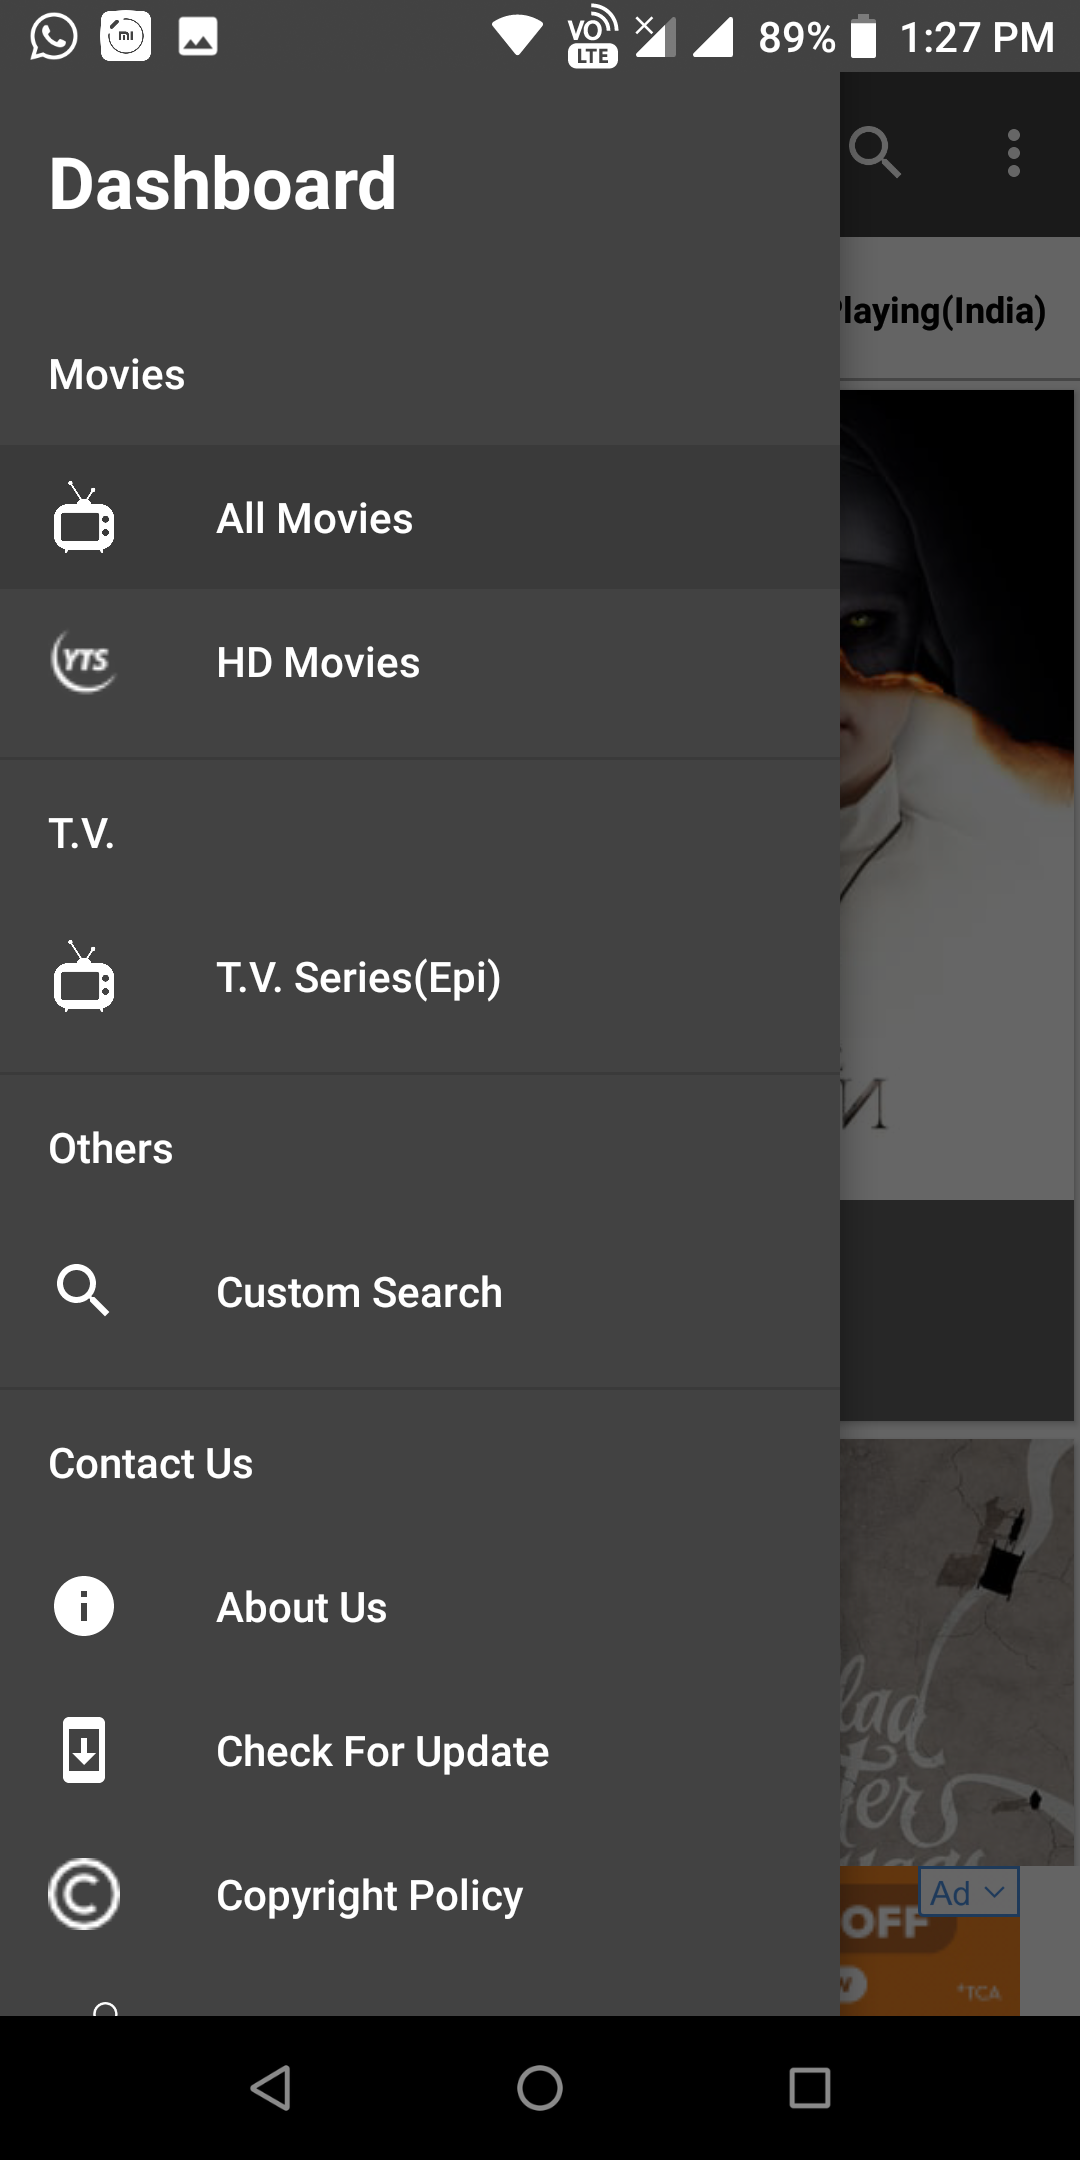 VO LTE 89% 1:27 PM
Dashboard
laying(India)
Movies
All Movies
YTS HD Movies
T.V.
T.V. Series(Epi)
Others
Custom Search
Contact Us
About Us
Check For Update
Copyright Policy
Ad
OFF
*TCA